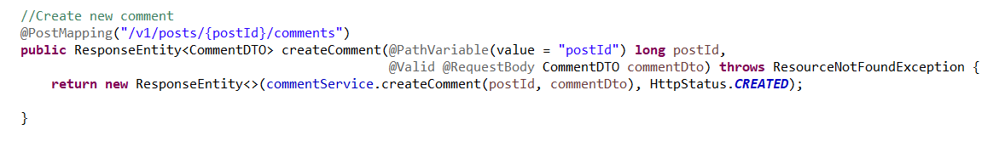 //Create new comment
@PostMapping("/v1/posts/{postId}/comments")
public ResponseEntity<CommentDTO> createComment(@PathVariable(value = "postId") long postId,
@Valid @RequestBody CommentDTO commentDto) throws ResourceNotFoundException {
return new ResponseEntity<>(commentService.createComment(postId, commentDto), HttpStatus.CREATED);
}